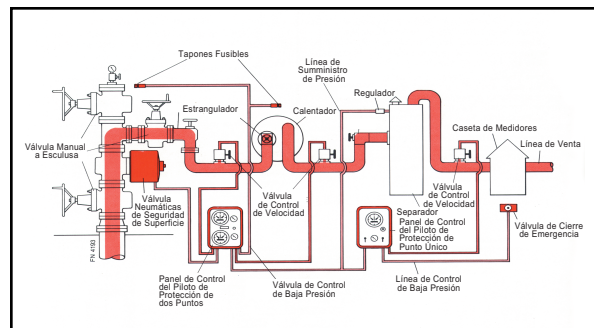 Tapones Fusibles
Línea de
Sumministro
de Presión
Regulador
Estrangulador
Calentador
Caseta de Medidores
Línea de Venta
Válvula Manual
a Esclusa
Válvula
Neumáticas
de Seguridad
de Superficie
Válvula
de Control
de Velocidad
Válvula
de Control
de Velocidad
Separador
Panel de Control
del Piloto de
Protección de
Punto Único
Válvula de Cierre
de Emergencia
FN 4193
Panel de Control
del Piloto de
Protección de
dos Puntos
Válvula de Control
de Baja Presión
Línea de Control
de Baja Presión